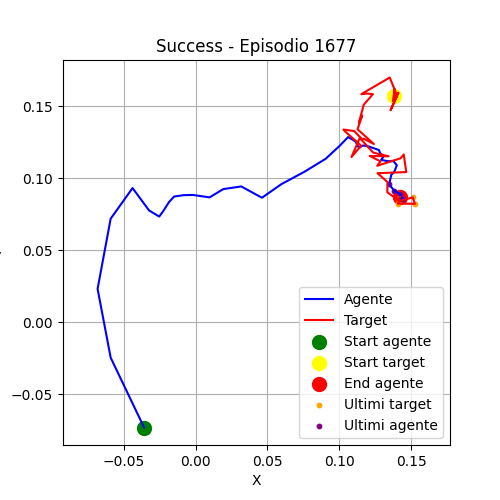 Success - Episodio 1677
0.15
0.10
0.05
0.00
−0.05
−0.05
0.00
0.05
0.10
0.15
X
Agente
Target
Start agente
Start target
End agente
Ultimi target
Ultimi agente